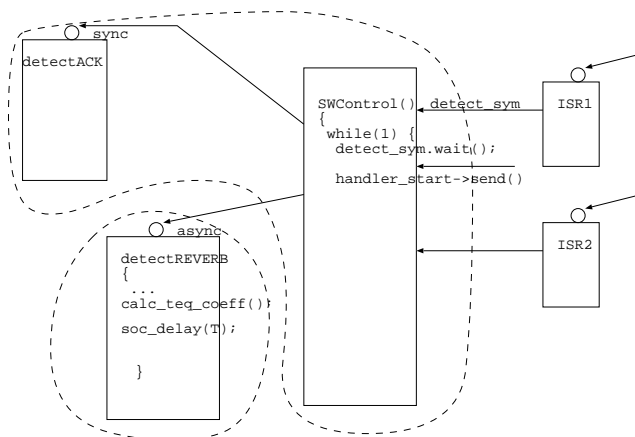 sync
detectACK
SWControl() detect_sym
{
while(1) {
detect_sym.wait();
handler_start->send()
ISR1
ISR2
async
detectREVERB
{
...
calc_teq_coeff();
soc_delay(T);
}